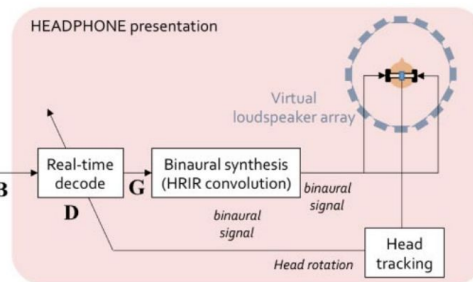 HEADPHONE presentation
Virtual
loudspeaker array
B
Real-time
decode
D
G
Binaural synthesis
(HRIR convolution)
binaural
signal
binaural
signal
Head
tracking
Head rotation